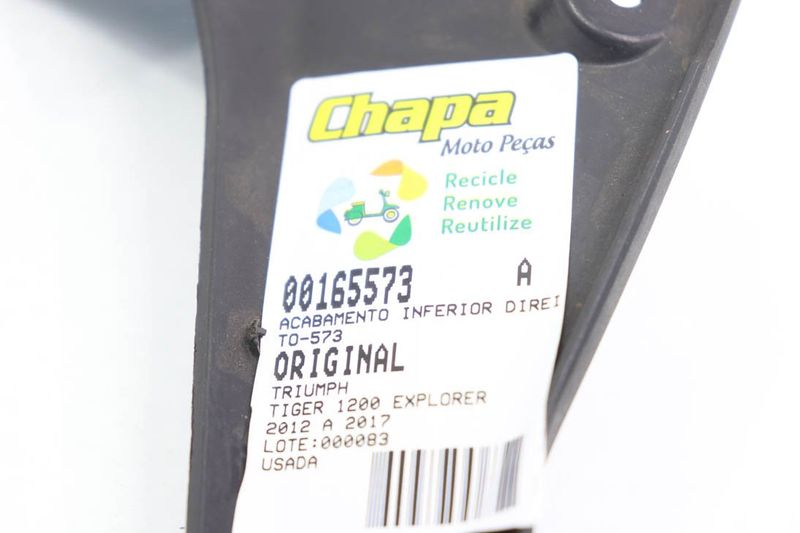 Chapa
Moto Peças
Recicle
Renove
Reutilize
00165573 A
ACABAMENTO INFERIOR DIREI
TO-573
ORIGINAL
TRIUMPH
TIGER 1200 EXPLORER
2012 A 2017
LOTE:000083
USADA